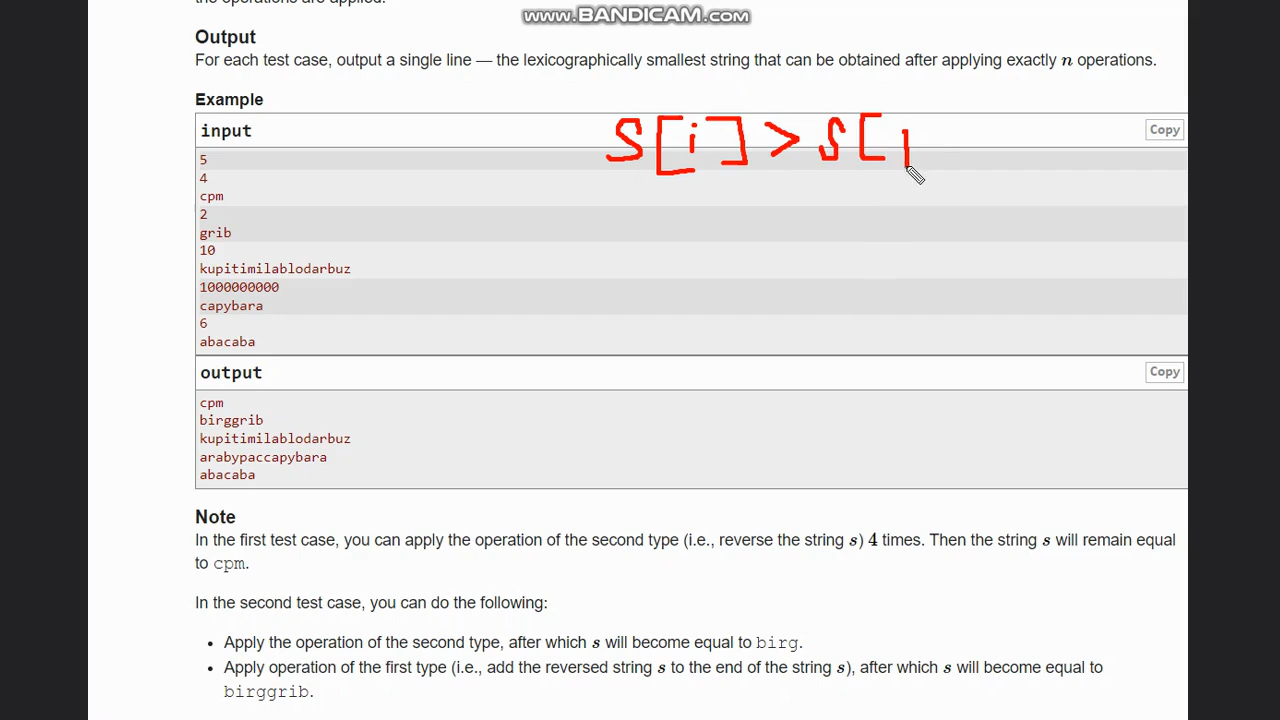 the operations are applied.
www.BANDICAM.com
Output
For each test case, output a single line — the lexicographically smallest string that can be obtained after applying exactly n operations.
Example
input
Copy
S[i] > S[
5
4
cpm
2
grib
10
kupitimilablodarbuz
1000000000
capybara
6
abacaba
output
Copy
cpm
birggrib
kupitimilablodarbuz
arabypaccapybara
abacaba
Note
In the first test case, you can apply the operation of the second type (i.e., reverse the string s) 4 times. Then the string s will remain equal
to cpm.
In the second test case, you can do the following:
• Apply the operation of the second type, after which s will become equal to birg.
• Apply operation of the first type (i.e., add the reversed string s to the end of the string s), after which s will become equal to
birggrib.